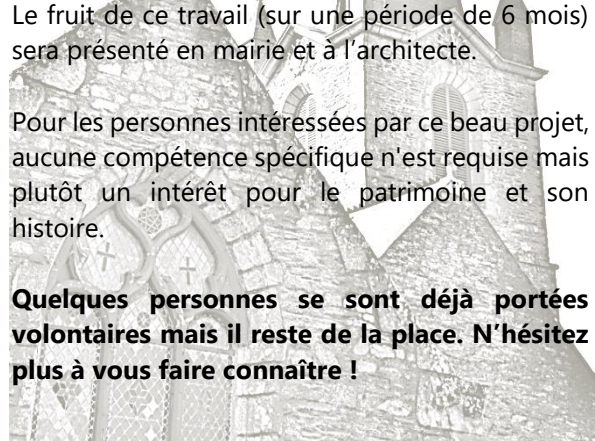 Le fruit de ce travail (sur une période de 6 mois)
sera présenté en mairie et à l’architecte.
Pour les personnes intéressées par ce beau projet,
aucune compétence spécifique n'est requise mais
plutôt un intérêt pour le patrimoine et son
histoire.
Quelques personnes se sont déjà portées
volontaires mais il reste de la place. N’hésitez
plus à vous faire connaître !